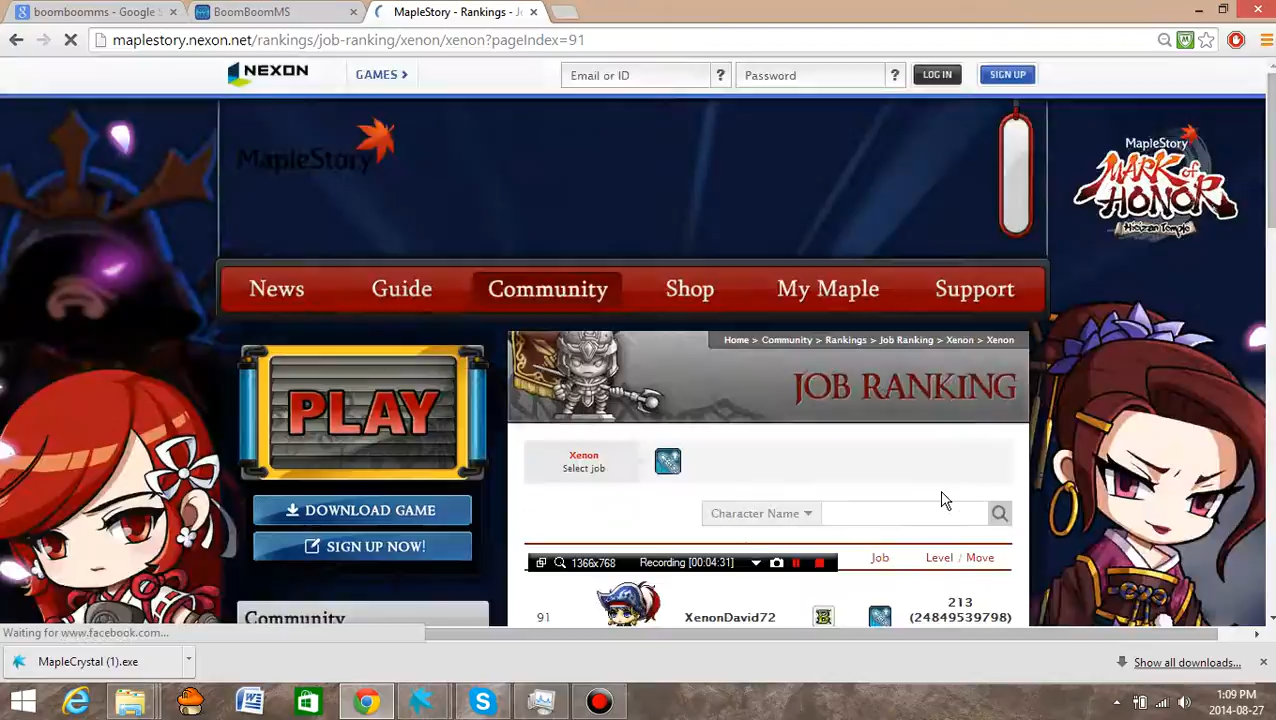 boomboomms - Google S
BoomBoomMS
MapleStory - Rankings - Jo
maplestory.nexon.net/rankings/job-ranking/xenon/xenon?pageIndex=91
NEXON
GAMES
Email or ID
?
Password
?
LOG IN
SIGN UP
MapleStory
MapleStory
MARK of
HONOR
News
Guide
Community
Shop
My Maple
Support
Home > Community > Rankings > Job Ranking > Xenon > Xenon
JOB RANKING
PLAY
Xenon
Select job
DOWNLOAD GAME
Character Name
SIGN UP NOW!
Job
Level / Move
1366x768
Recording [00:04:31]
91
XenonDavid72
213
(24849539798)
Community
Waiting for www.facebook.com...
MapleCrystal (1).exe
Show all downloads...
1:09 PM
2014-08-27